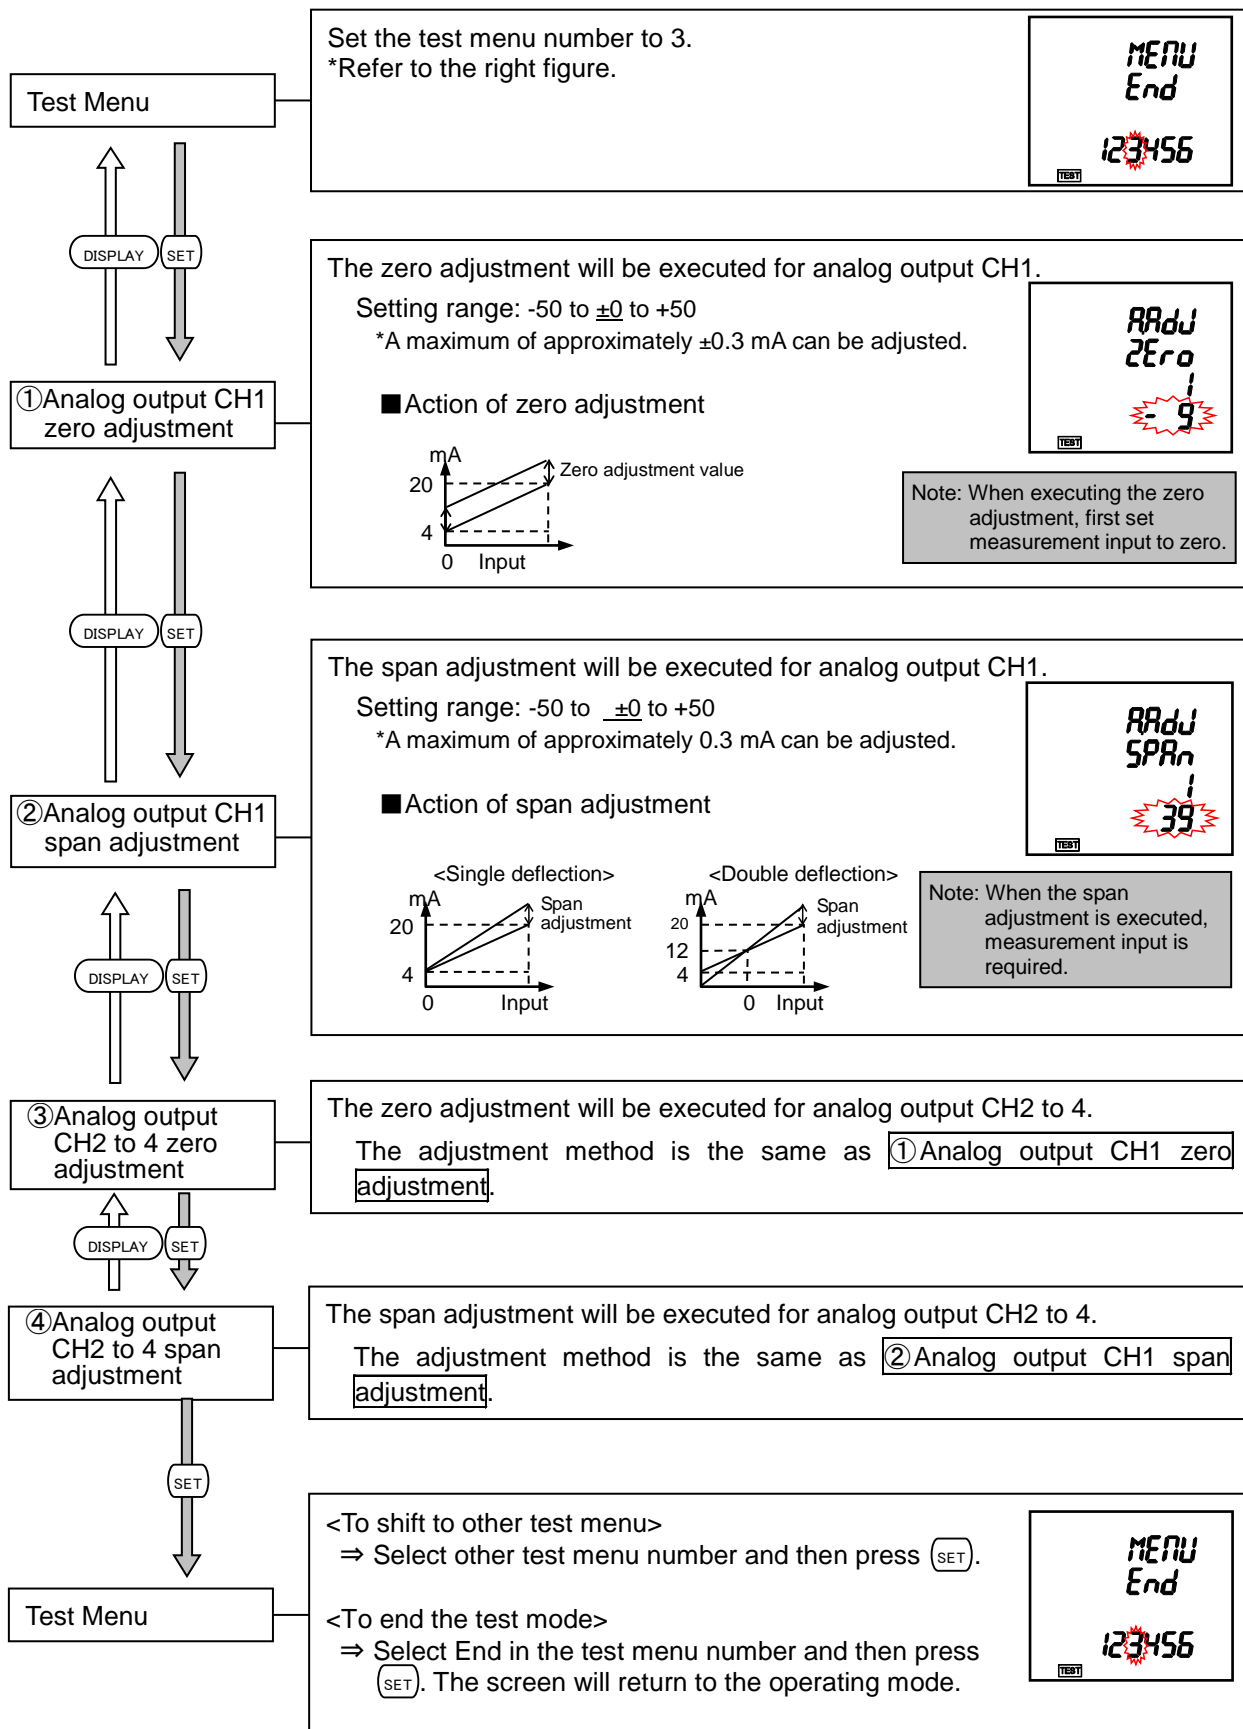 Test Menu
Set the test menu number to 3.
*Refer to the right figure.
MENU
End
123456
TEST
DISPLAY
SET
①Analog output CH1
zero adjustment
The zero adjustment will be executed for analog output CH1.
Setting range: -50 to ±0 to +50
*A maximum of approximately ±0.3 mA can be adjusted.
■Action of zero adjustment
mA
20
4
0
Input
Zero adjustment value
AAdJ
ZEro
1
- 9
TEST
Note: When executing the zero
adjustment, first set
measurement input to zero.
DISPLAY
SET
②Analog output CH1
span adjustment
The span adjustment will be executed for analog output CH1.
Setting range: -50 to ±0 to +50
*A maximum of approximately 0.3 mA can be adjusted.
■Action of span adjustment
<Single deflection>
mA
20
4
0
Input
Span
adjustment
<Double deflection>
mA
20
12
4
0
Input
Span
adjustment
AAdJ
SPAn
1
39
TEST
Note: When the span
adjustment is executed,
measurement input is
required.
DISPLAY
SET
③Analog output
CH2 to 4 zero
adjustment
The zero adjustment will be executed for analog output CH2 to 4.
The adjustment method is the same as ①Analog output CH1 zero
adjustment.
DISPLAY
SET
④Analog output
CH2 to 4 span
adjustment
The span adjustment will be executed for analog output CH2 to 4.
The adjustment method is the same as ②Analog output CH1 span
adjustment.
SET
Test Menu
<To shift to other test menu>
⇒ Select other test menu number and then press SET.
<To end the test mode>
⇒ Select End in the test menu number and then press
SET. The screen will return to the operating mode.
MENU
End
123456
TEST